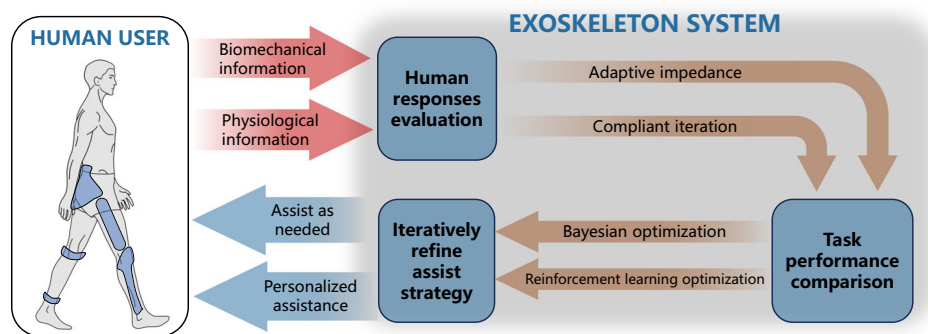 HUMAN USER
EXOSKELETON SYSTEM
Biomechanical
information
Physiological
information
Human
responses
evaluation
Adaptive impedance
Compliant iteration
Assist as
needed
Personalized
assistance
Iteratively
refine
assist
strategy
Bayesian optimization
Reinforcement learning optimization
Task
performance
comparison